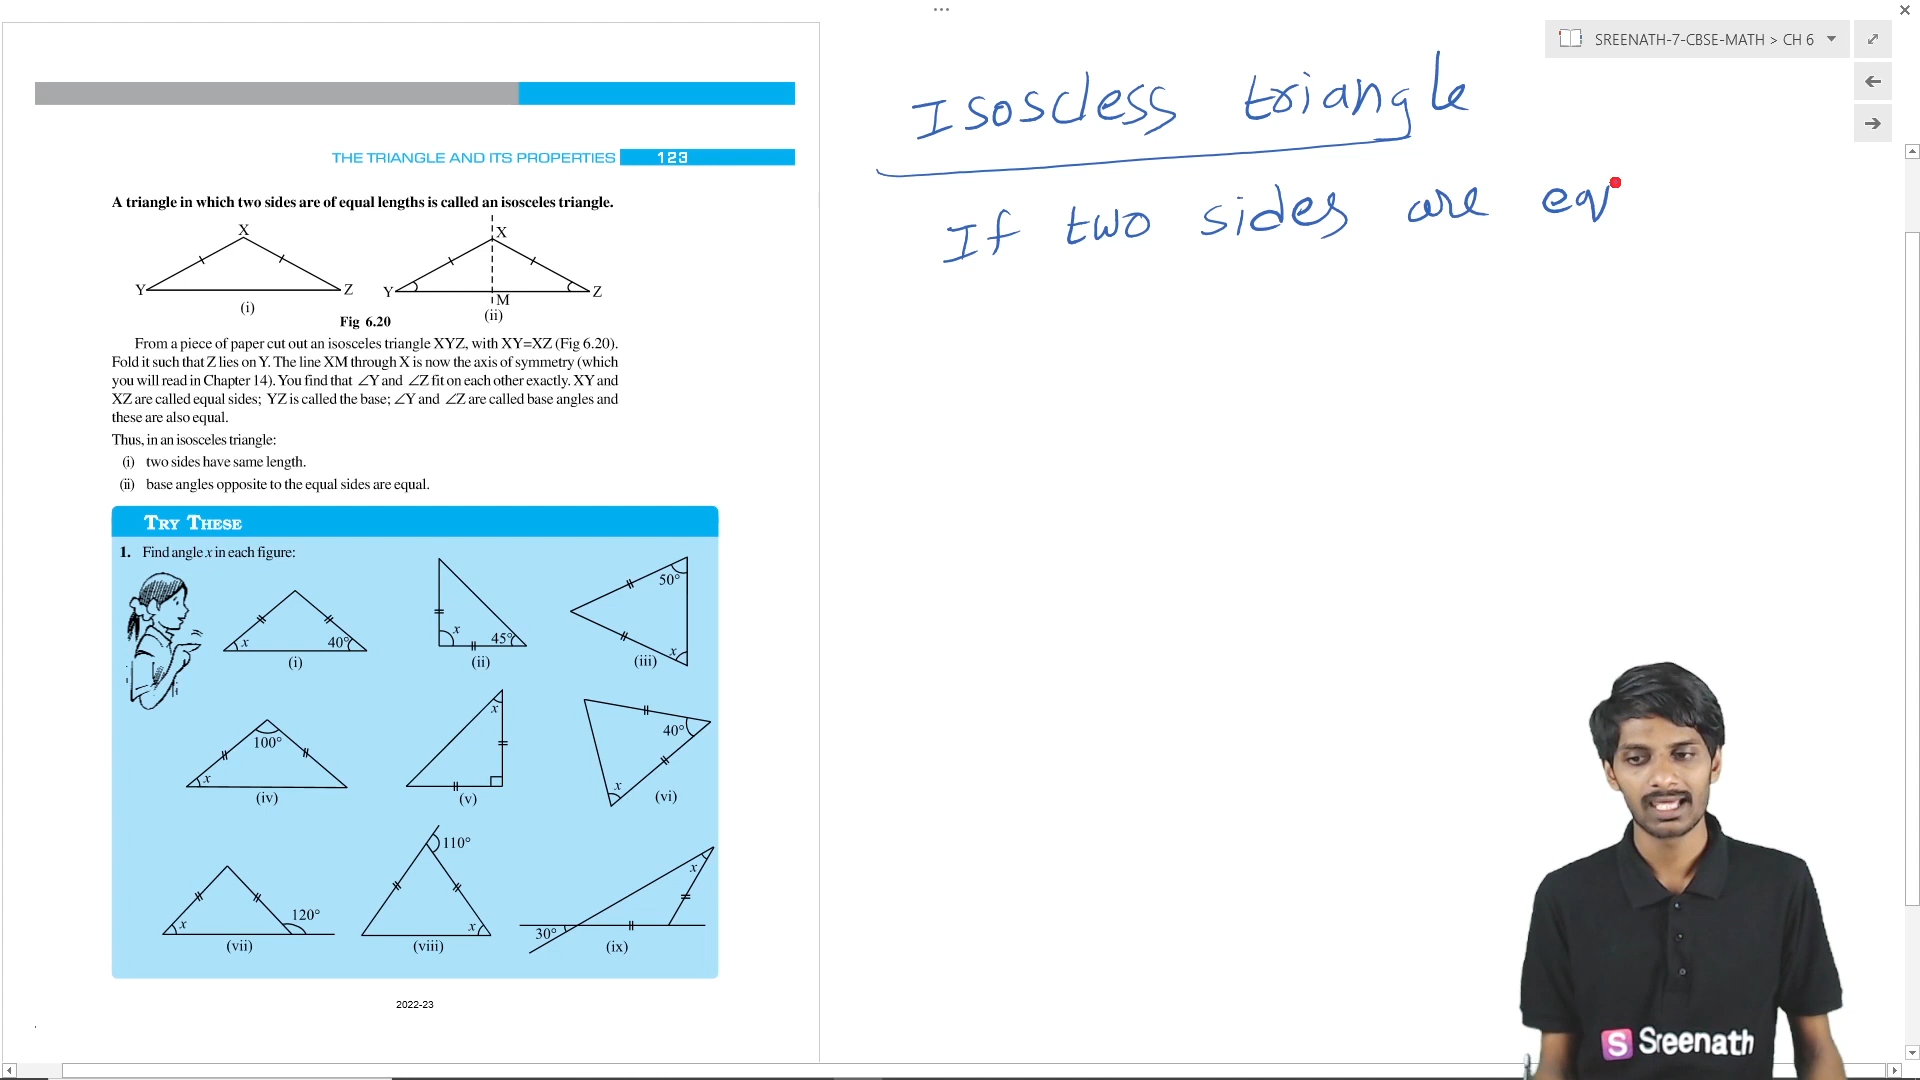 SREENATH-7-CBSE-MATH > CH 6
THE TRIANGLE AND ITS PROPERTIES 123
A triangle in which two sides are of equal lengths is called an isosceles triangle.
X
Y
Z
(i)
X
Y
M
Z
(ii)
Fig 6.20
From a piece of paper cut out an isosceles triangle XYZ, with XY=XZ (Fig 6.20).
Fold it such that Z lies on Y. The line XM through X is now the axis of symmetry (which
you will read in Chapter 14). You find that ∠Y and ∠Z fit on each other exactly. XY and
XZ are called equal sides; YZ is called the base; ∠Y and ∠Z are called base angles and
these are also equal.
Thus, in an isosceles triangle:
(i) two sides have same length.
(ii) base angles opposite to the equal sides are equal.
TRY THESE
1. Find angle x in each figure:
x 40°
(i)
x 45°
(ii)
50°
x
(iii)
100°
x
(iv)
x
(v)
40°
x
(vi)
x 120°
(vii)
110°
x
(viii)
x
30°
(ix)
2022-23
Isoscless triangle
If two sides are eq
S Sreenath